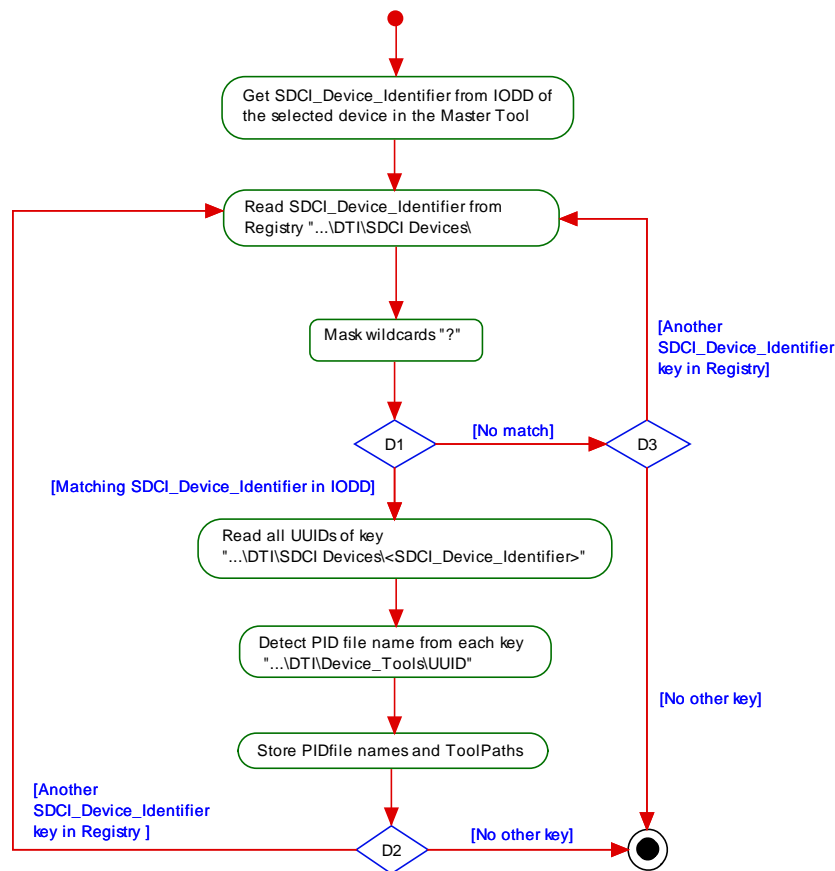 Get SDCI_Device_Identifier from IODD of
the selected device in the Master Tool
Read SDCI_Device_Identifier from
Registry "...\DTI\SDCI Devices\
Mask wildcards "?"
[Another
SDCI_Device_Identifier
key in Registry]
D1
[No match]
D3
[Matching SDCI_Device_Identifier in IODD]
Read all UUIDs of key
"...\DTI\SDCI Devices\<SDCI_Device_Identifier>"
Detect PID file name from each key
"...\DTI\Device_Tools\UUID"
[No other key]
Store PIDfile names and ToolPaths
[Another
SDCI_Device_Identifier
key in Registry ]
D2
[No other key]